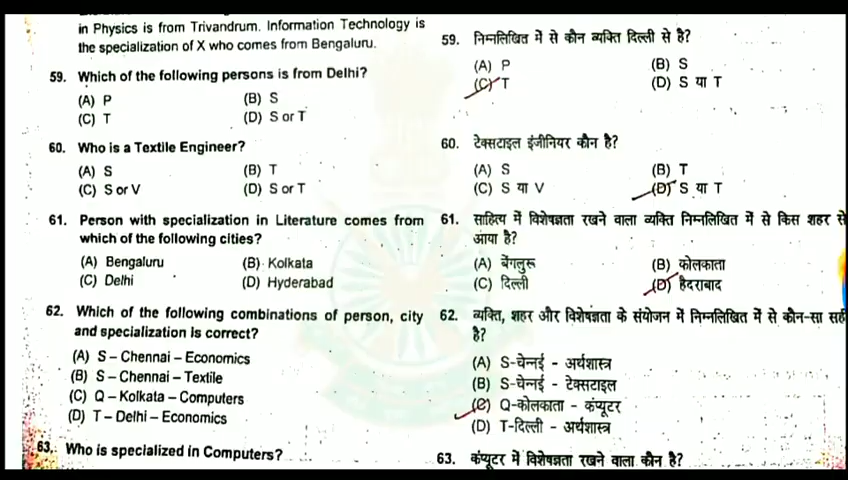 in Physics is from Trivandrum. Information Technology is
the specialization of X who comes from Bengaluru.
59. Which of the following persons is from Delhi?
(A) P (B) S
(C) T (D) S or T
60. Who is a Textile Engineer?
(A) S (B) T
(C) S or V (D) S or T
61. Person with specialization in Literature comes from
which of the following cities?
(A) Bengaluru (B) Kolkata
(C) Delhi (D) Hyderabad
62. Which of the following combinations of person, city
and specialization is correct?
(A) S – Chennai – Economics
(B) S – Chennai – Textile
(C) Q – Kolkata – Computers
(D) T – Delhi – Economics
63. Who is specialized in Computers?
59. निम्नलिखित में से कौन व्यक्ति दिल्ली से है?
(A) P (B) S
(C) T (D) S या T
60. टेक्सटाइल इंजीनियर कौन है?
(A) S (B) T
(C) S या V (D) S या T
61. साहित्य में विशेषज्ञता रखने वाला व्यक्ति निम्नलिखित में से किस शहर से
आया है?
(A) बेंगलुरू (B) कोलकाता
(C) दिल्ली (D) हैदराबाद
62. व्यक्ति, शहर और विशेषज्ञता के संयोजन में निम्नलिखित में से कौन-सा सही
है?
(A) S-चेन्नई - अर्थशास्त्र
(B) S-चेन्नई - टेक्सटाइल
(C) Q-कोलकाता - कंप्यूटर
(D) T-दिल्ली - अर्थशास्त्र
63. कंप्यूटर में विशेषज्ञता रखने वाला कौन है?